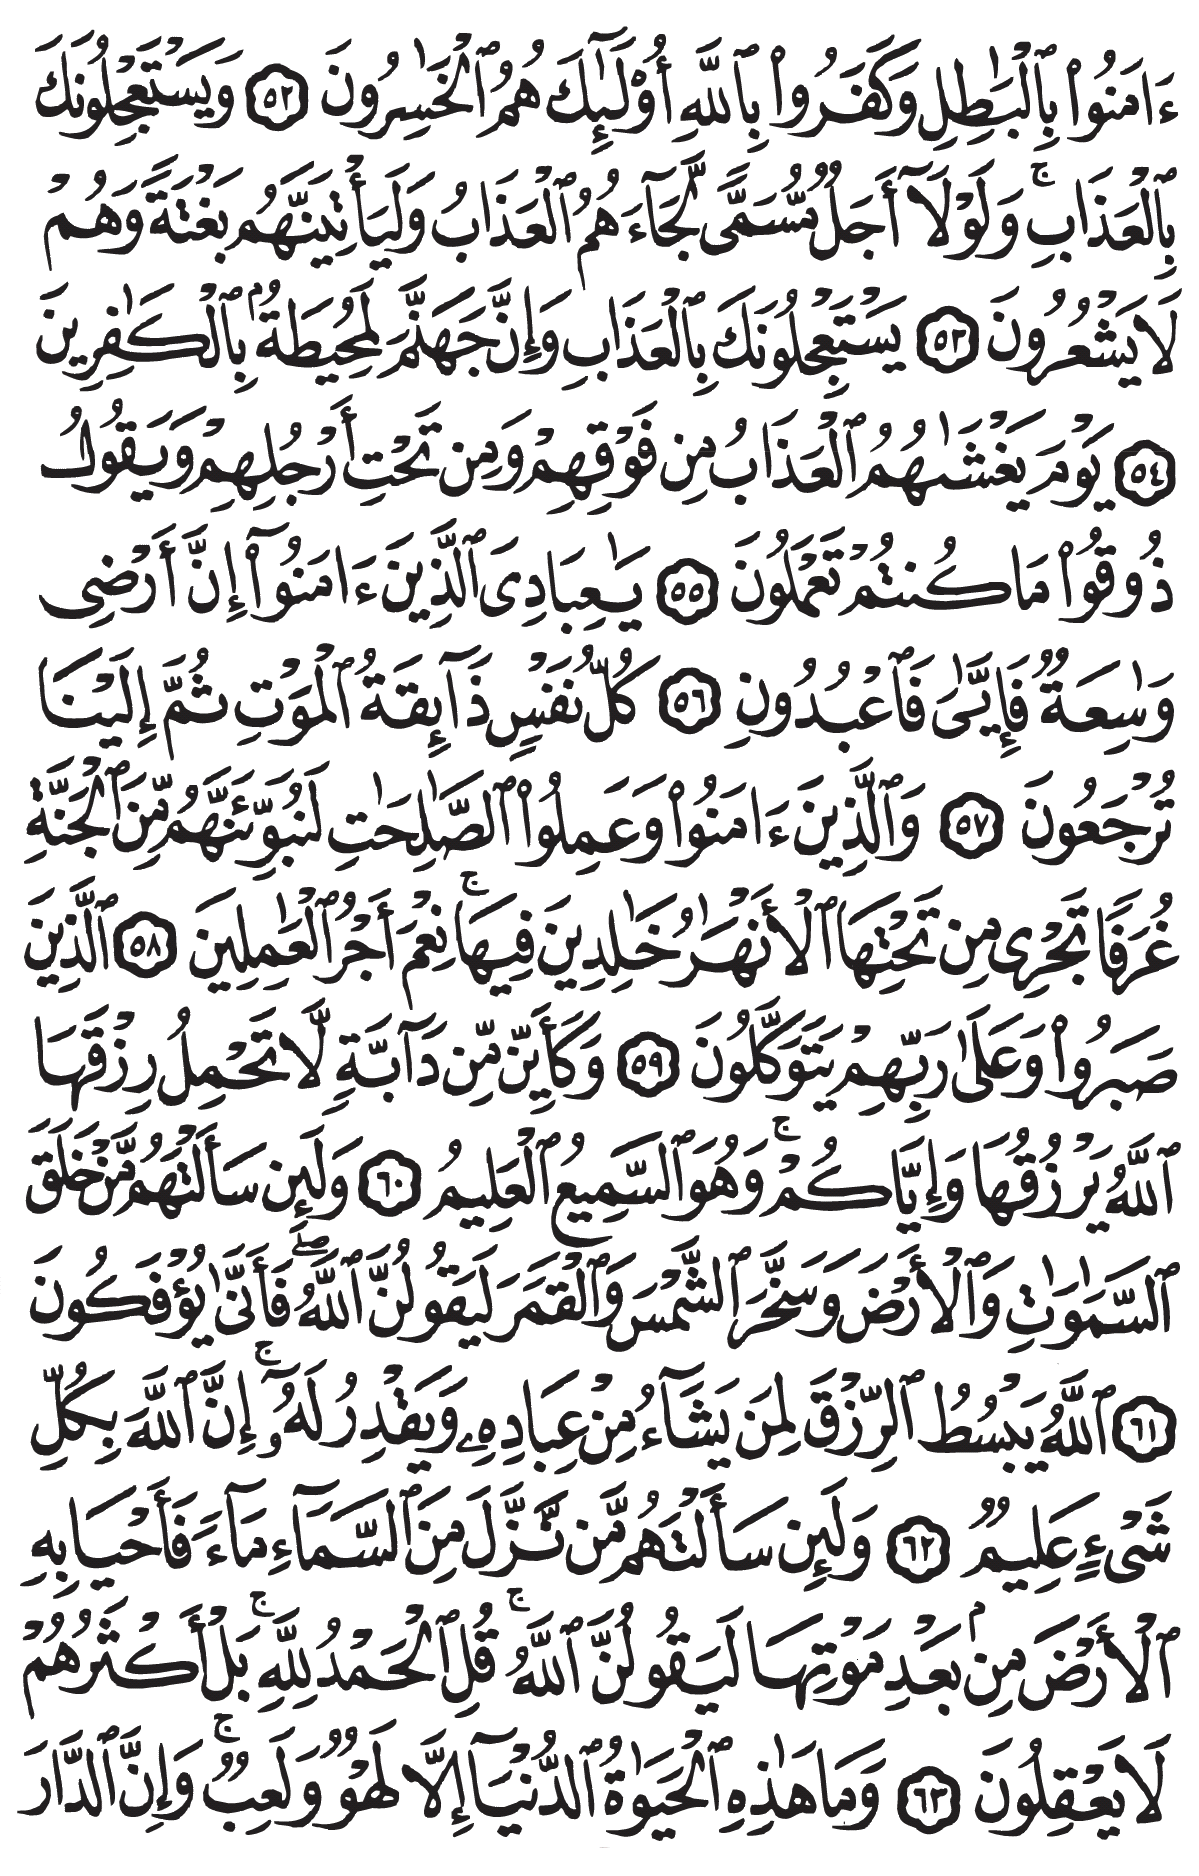 ءَامَنُوا۟ بِٱلْبَـٰطِلِ وَكَفَرُوا۟ بِٱللَّهِ أُو۟لَـٰٓئِكَ هُمُ ٱلْخَـٰسِرُونَ ٥٢ وَيَسْتَعْجِلُونَكَ
بِٱلْعَذَابِ ۚ وَلَوْلَآ أَجَلٌ مُّسَمًّى لَّجَآءَهُمُ ٱلْعَذَابُ وَلَيَأْتِيَنَّهُم بَغْتَةً وَهُمْ
لَا يَشْعُرُونَ ٥٣ يَسْتَعْجِلُونَكَ بِٱلْعَذَابِ وَإِنَّ جَهَنَّمَ لَمُحِيطَةٌۢ بِٱلْكَـٰفِرِينَ
٥٤ يَوْمَ يَغْشَىٰهُمُ ٱلْعَذَابُ مِن فَوْقِهِمْ وَمِن تَحْتِ أَرْجُلِهِمْ وَيَقُولُ
ذُوقُوا۟ مَا كُنتُمْ تَعْمَلُونَ ٥٥ يَـٰعِبَادِىَ ٱلَّذِينَ ءَامَنُوٓا۟ إِنَّ أَرْضِى
وَٰسِعَةٌ فَإِيَّـٰىَ فَٱعْبُدُونِ ٥٦ كُلُّ نَفْسٍ ذَآئِقَةُ ٱلْمَوْتِ ثُمَّ إِلَيْنَا
تُرْجَعُونَ ٥٧ وَٱلَّذِينَ ءَامَنُوا۟ وَعَمِلُوا۟ ٱلصَّـٰلِحَـٰتِ لَنُبَوِّئَنَّهُم مِّنَ ٱلْجَنَّةِ
غُرَفًا تَجْرِى مِن تَحْتِهَا ٱلْأَنْهَـٰرُ خَـٰلِدِينَ فِيهَا ۚ نِعْمَ أَجْرُ ٱلْعَـٰمِلِينَ ٥٨ ٱلَّذِينَ
صَبَرُوا۟ وَعَلَىٰ رَبِّهِمْ يَتَوَكَّلُونَ ٥٩ وَكَأَيِّن مِّن دَآبَّةٍ لَّا تَحْمِلُ رِزْقَهَا
ٱللَّهُ يَرْزُقُهَا وَإِيَّاكُمْ ۚ وَهُوَ ٱلسَّمِيعُ ٱلْعَلِيمُ ٦٠ وَلَئِن سَأَلْتَهُم مَّنْ خَلَقَ
ٱلسَّمَـٰوَٰتِ وَٱلْأَرْضَ وَسَخَّرَ ٱلشَّمْسَ وَٱلْقَمَرَ لَيَقُولُنَّ ٱللَّهُ ۖ فَأَنَّىٰ يُؤْفَكُونَ
٦١ ٱللَّهُ يَبْسُطُ ٱلرِّزْقَ لِمَن يَشَآءُ مِنْ عِبَادِهِۦ وَيَقْدِرُ لَهُۥٓ ۚ إِنَّ ٱللَّهَ بِكُلِّ
شَىْءٍ عَلِيمٌ ٦٢ وَلَئِن سَأَلْتَهُم مَّن نَّزَّلَ مِنَ ٱلسَّمَآءِ مَآءً فَأَحْيَا بِهِ
ٱلْأَرْضَ مِنۢ بَعْدِ مَوْتِهَا لَيَقُولُنَّ ٱللَّهُ ۚ قُلِ ٱلْحَمْدُ لِلَّهِ ۚ بَلْ أَكْثَرُهُمْ
لَا يَعْقِلُونَ ٦٣ وَمَا هَـٰذِهِ ٱلْحَيَوٰةُ ٱلدُّنْيَآ إِلَّا لَهْوٌ وَلَعِبٌ ۚ وَإِنَّ ٱلدَّارَ